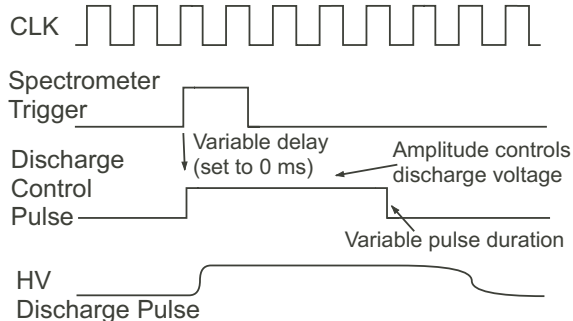 CLK
Spectrometer
Trigger
Variable delay
(set to 0 ms)
Amplitude controls
discharge voltage
Discharge
Control
Pulse
Variable pulse duration
HV
Discharge Pulse